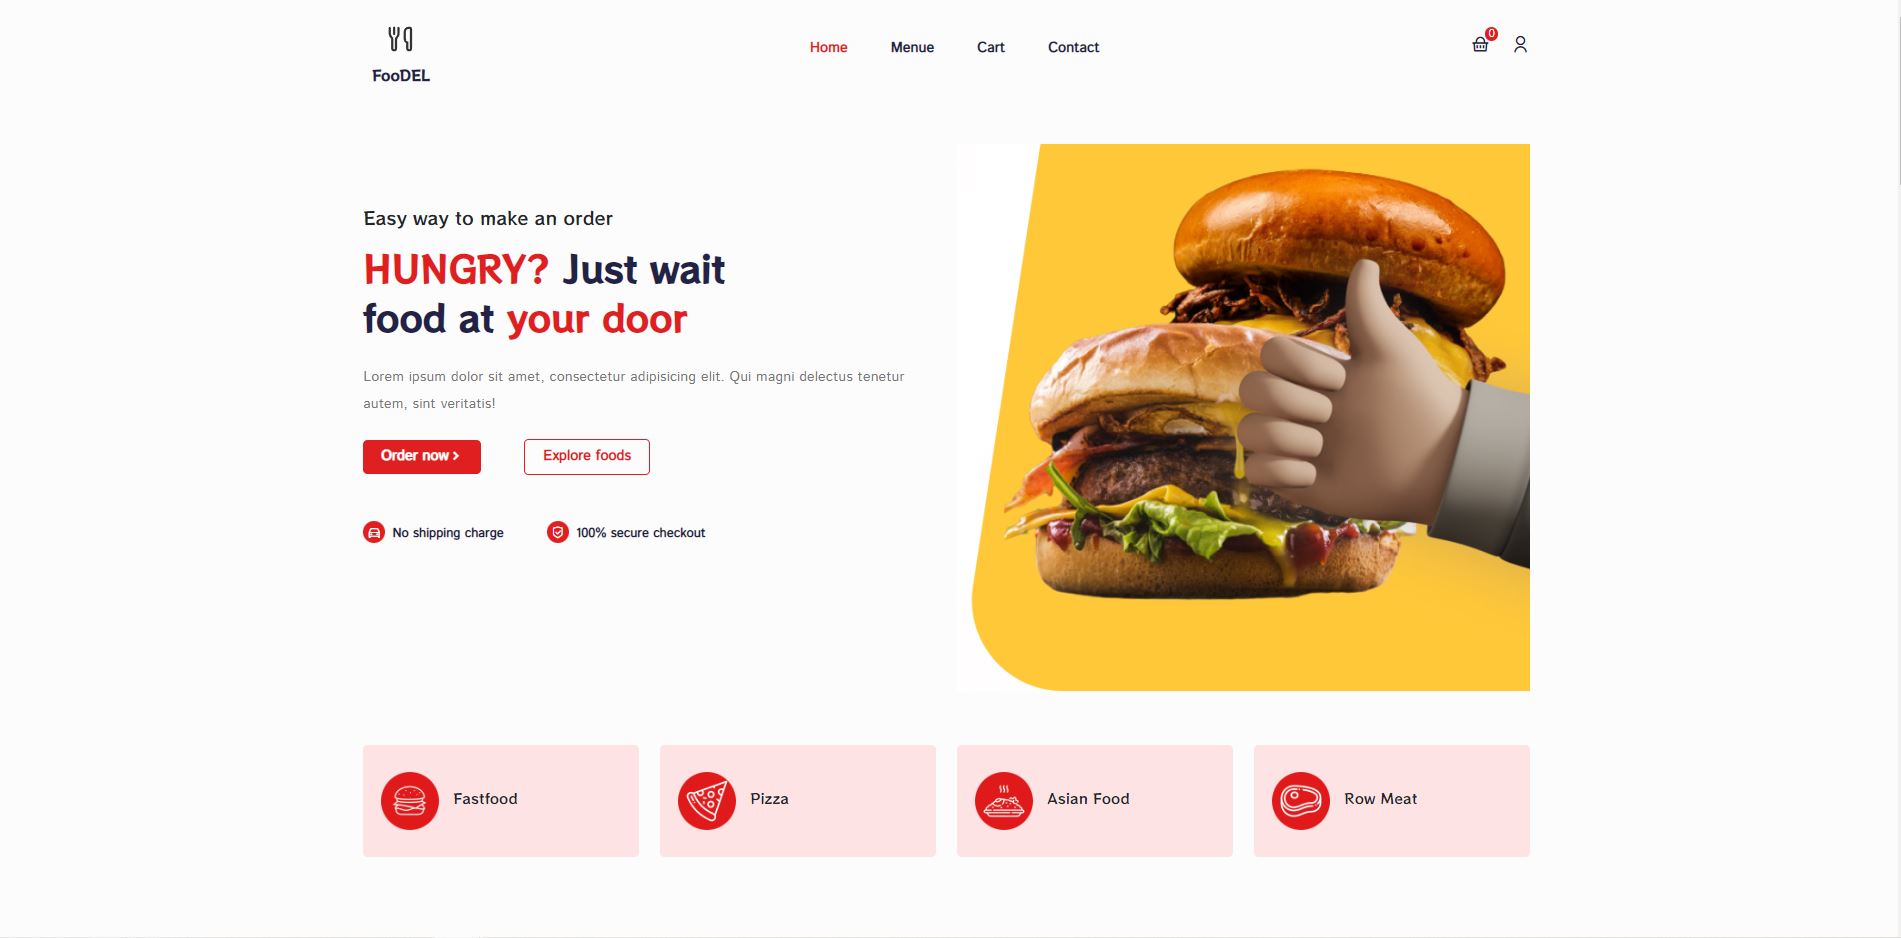 FooDEL
Home
Menue
Cart
Contact
0
Easy way to make an order
HUNGRY? Just wait
food at your door
Lorem ipsum dolor sit amet, consectetur adipisicing elit. Qui magni delectus tenetur
autem, sint veritatis!
Order now >
Explore foods
No shipping charge
100% secure checkout
Fastfood
Pizza
Asian Food
Row Meat